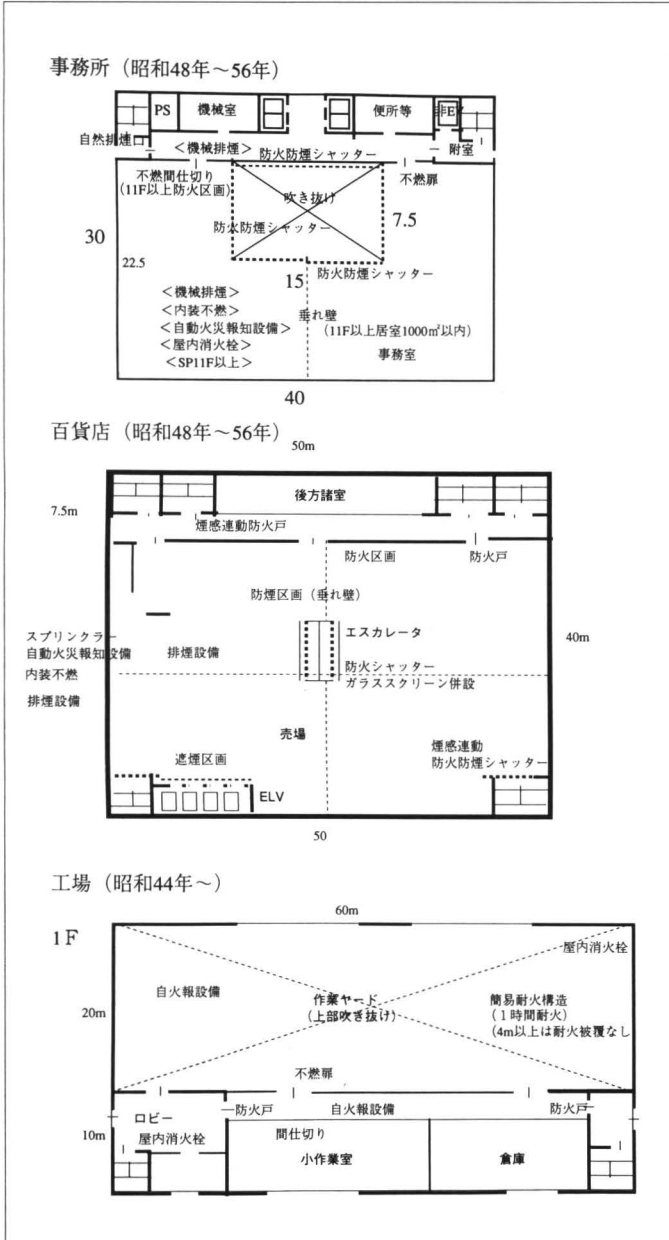 事務所（昭和48年～56年）
PS
機械室
便所等
非EV
自然排煙口
＜機械排煙＞
防火防煙シャッター
附室
不燃間仕切り
（11F以上防火区画）
不燃扉
吹き抜け
30
防火防煙シャッター
7.5
22.5
15
防火防煙シャッター
＜機械排煙＞
＜内装不燃＞
垂れ壁
＜自動火災報知設備＞
（11F以上居室1000㎡以内）
＜屋内消火栓＞
事務室
＜SP11F以上＞
40
百貨店（昭和48年～56年）
50m
後方諸室
7.5m
煙感連動防火戸
防火区画
防火戸
防煙区画（垂れ壁）
スプリンクラー
エスカレータ
40m
自動火災報知設備
排煙設備
防火シャッター
内装不燃
ガラススクリーン併設
排煙設備
売場
遮煙区画
煙感連動
防火防煙シャッター
ELV
50
工場（昭和44年～）
60m
1F
屋内消火栓
自火報設備
作業ヤード
（上部吹き抜け）
簡易耐火構造
（１時間耐火）
（4m以上は耐火被覆なし
20m
不燃扉
ロビー
防火戸
自火報設備
防火戸
10m
屋内消火栓
間仕切り
小作業室
倉庫